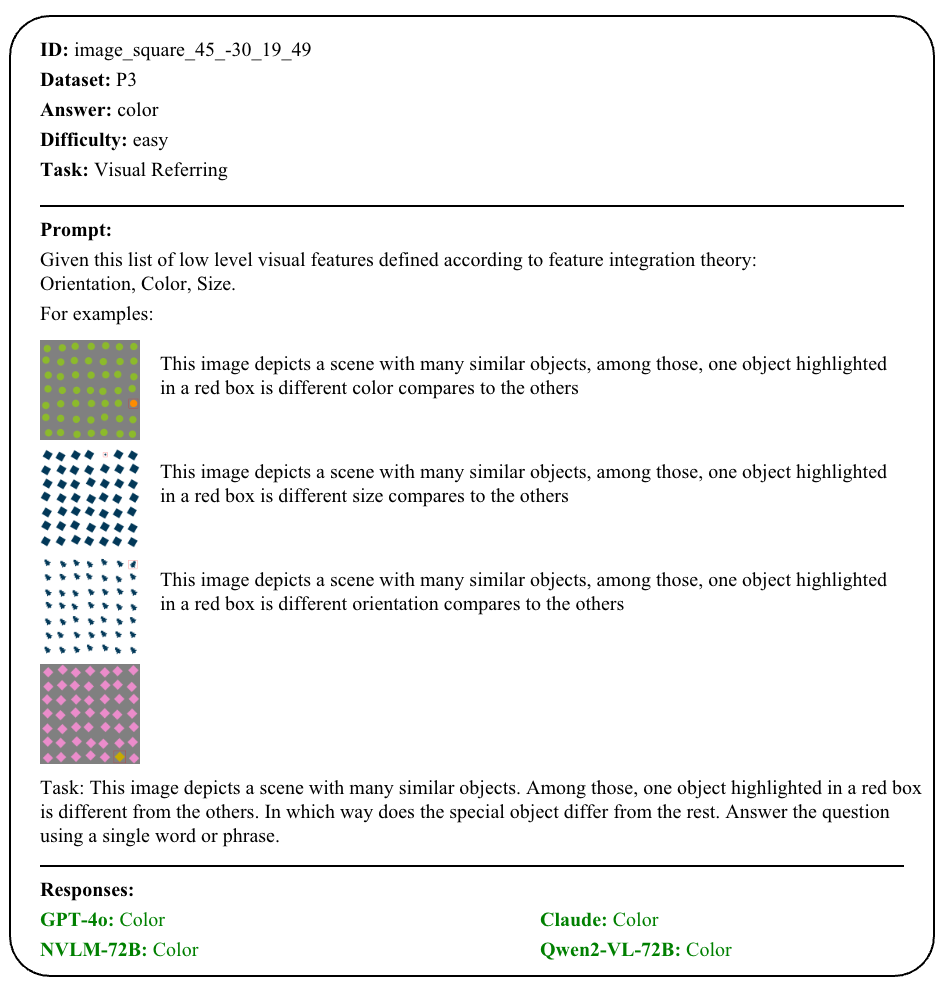 ID: image_square_45_-30_19_49
Dataset: P3
Answer: color
Difficulty: easy
Task: Visual Referring
Prompt:
Given this list of low level visual features defined according to feature integration theory:
Orientation, Color, Size.
For examples:
This image depicts a scene with many similar objects, among those, one object highlighted
in a red box is different color compares to the others
This image depicts a scene with many similar objects, among those, one object highlighted
in a red box is different size compares to the others
This image depicts a scene with many similar objects, among those, one object highlighted
in a red box is different orientation compares to the others
Task: This image depicts a scene with many similar objects. Among those, one object highlighted in a red box
is different from the others. In which way does the special object differ from the rest. Answer the question
using a single word or phrase.
Responses:
GPT-4o: Color
Claude: Color
NVLM-72B: Color
Qwen2-VL-72B: Color